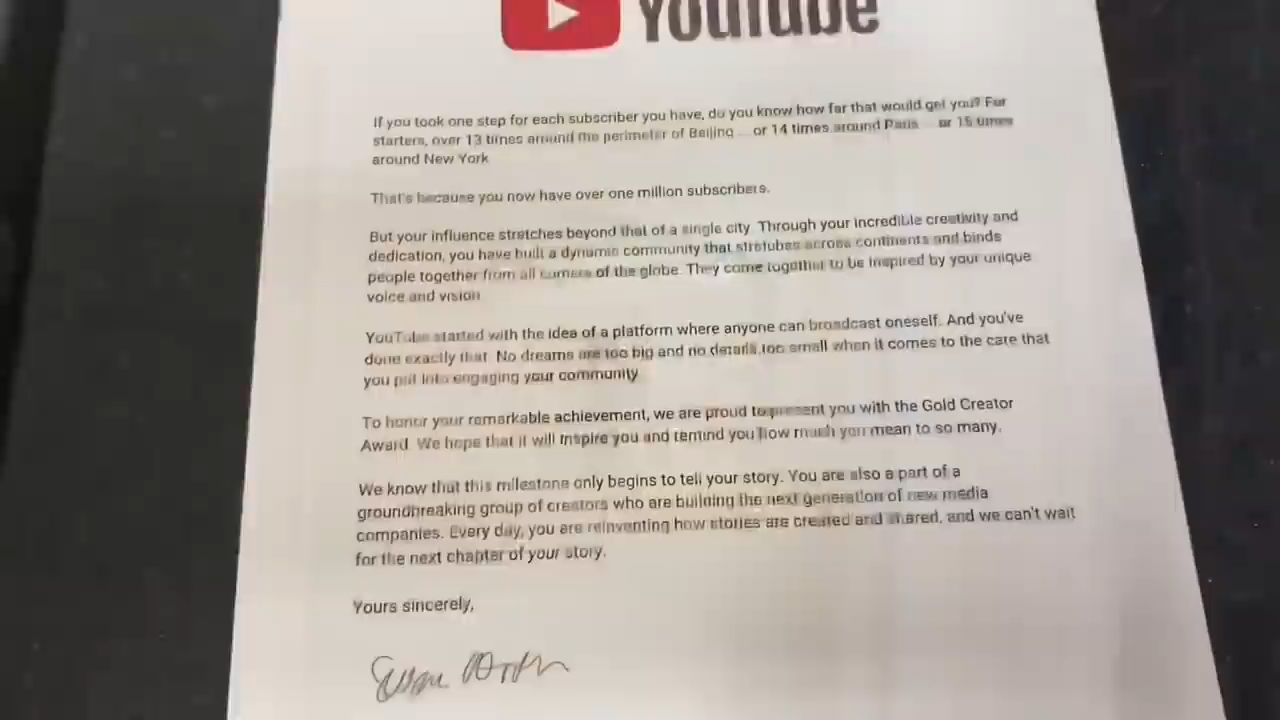 YouTube
If you took one step for each subscriber you have, do you know how far that would get you? For
starters, over 13 times around the perimeter of Beijing ... or 14 times around Paris ... or 15 times
around New York
That's because you now have over one million subscribers.
But your influence stretches beyond that of a single city. Through your incredible creativity and
dedication, you have built a dynamic community that stretches across continents and binds
people together from all corners of the globe. They come together to be inspired by your unique
voice and vision
YouTube started with the idea of a platform where anyone can broadcast oneself. And you've
done exactly that. No dreams are too big and no details too small when it comes to the care that
you put into engaging your community
To honor your remarkable achievement, we are proud to present you with the Gold Creator
Award. We hope that it will inspire you and remind you how much you mean to so many.
We know that this milestone only begins to tell your story. You are also a part of a
groundbreaking group of creators who are building the next generation of new media
companies. Every day, you are reinventing how stories are created and shared, and we can't wait
for the next chapter of your story.
Yours sincerely,